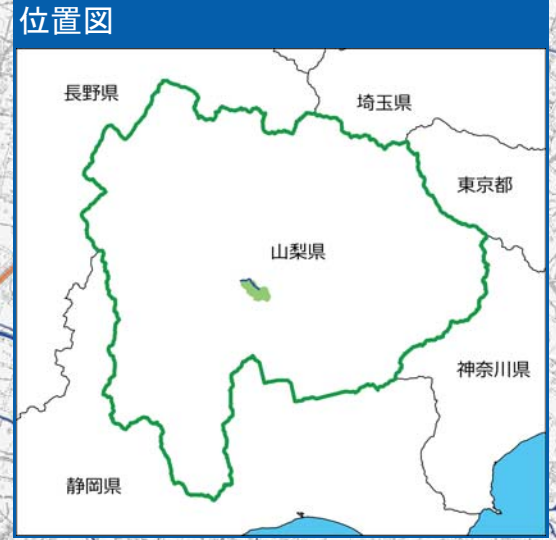 位置図
長野県
埼玉県
東京都
山梨県
神奈川県
静岡県